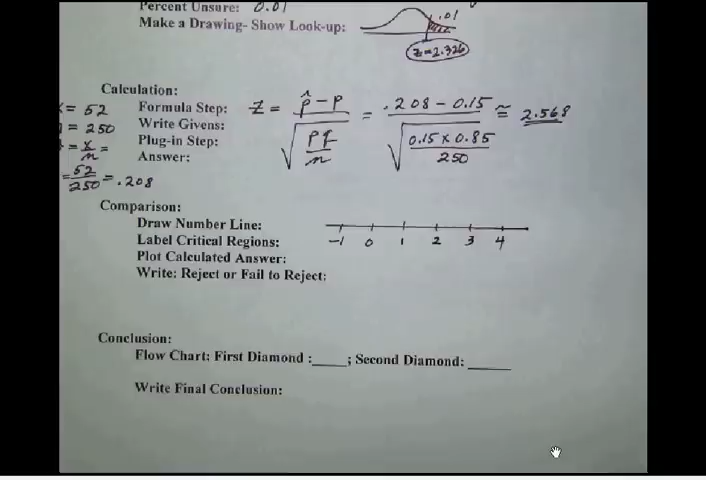 Percent Unsure: 0.01
Make a Drawing- Show Look-up: .01
z=2.326
Calculation:
x = 52 Formula Step: Z = p̂ - p / √(pq/n) = .208 - 0.15 / √(0.15 x 0.85 / 250) ≅ 2.568
= 250 Write Givens:
= x/n = Plug-in Step:
= 52/250 = .208 Answer:
Comparison:
Draw Number Line:
Label Critical Regions: -1 0 1 2 3 4
Plot Calculated Answer:
Write: Reject or Fail to Reject:
Conclusion:
Flow Chart: First Diamond :____; Second Diamond: _____
Write Final Conclusion: